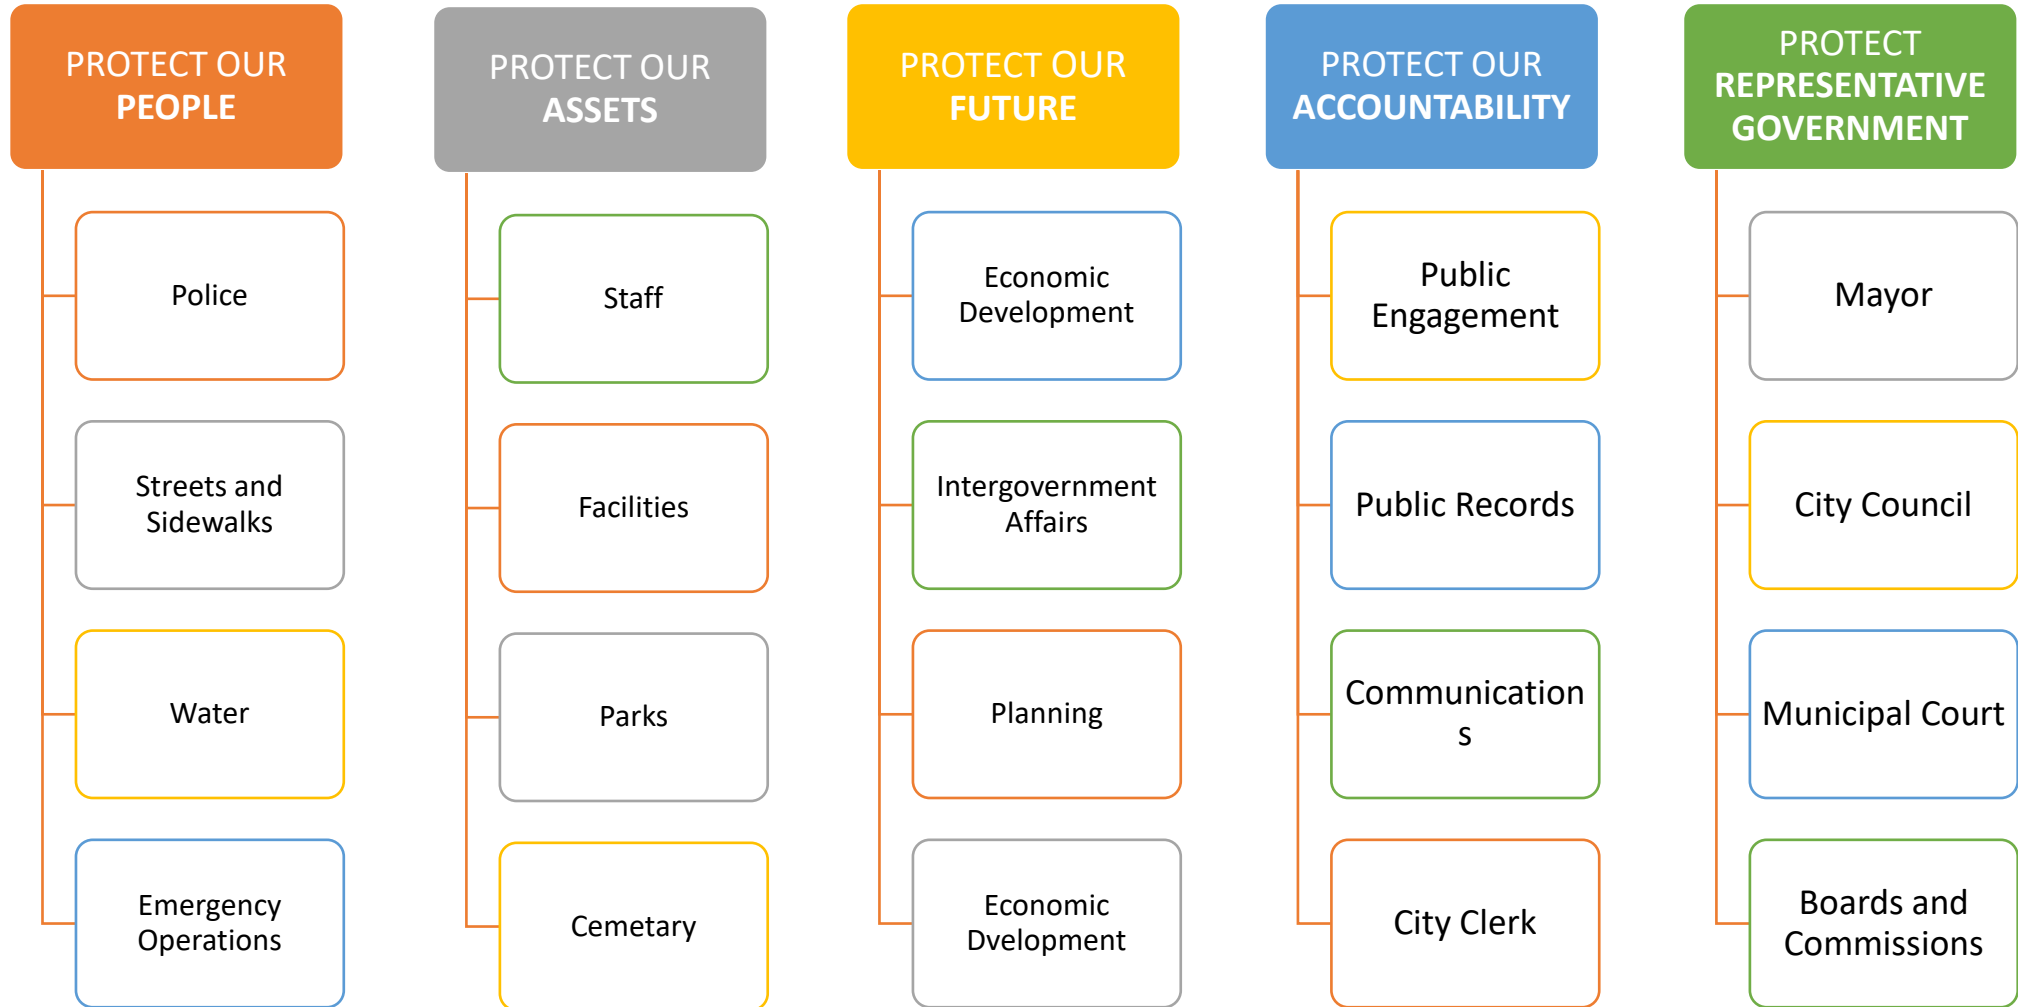 PROTECT OUR
PEOPLE
Police
Streets and
Sidewalks
Water
Emergency
Operations
PROTECT OUR
ASSETS
Staff
Facilities
Parks
Cemetary
PROTECT OUR
FUTURE
Economic
Development
Intergovernment
Affairs
Planning
Economic
Dvelopment
PROTECT OUR
ACCOUNTABILITY
Public
Engagement
Public Records
Communication
s
City Clerk
PROTECT
REPRESENTATIVE
GOVERNMENT
Mayor
City Council
Municipal Court
Boards and
Commissions